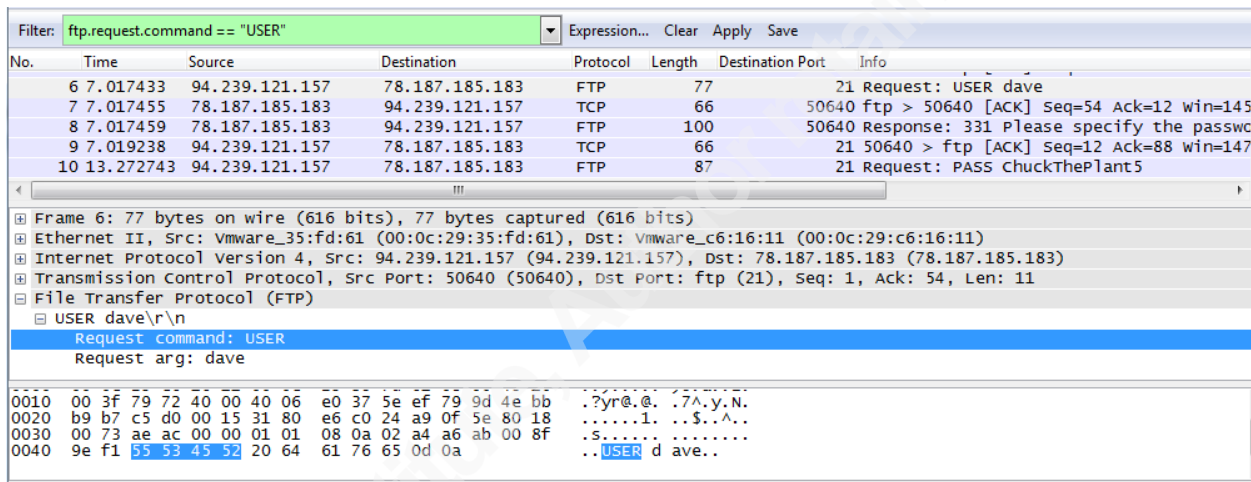 Filter: ftp.request.command == "USER" Expression... Clear Apply Save
No. Time Source Destination Protocol Length Destination Port Info
6 7.017433 94.239.121.157 78.187.185.183 FTP 77 21 Request: USER dave
7 7.017455 78.187.185.183 94.239.121.157 TCP 66 50640 ftp > 50640 [ACK] Seq=54 Ack=12 Win=145
8 7.017459 78.187.185.183 94.239.121.157 FTP 100 50640 Response: 331 Please specify the passwo
9 7.019238 94.239.121.157 78.187.185.183 TCP 66 21 50640 > ftp [ACK] Seq=12 Ack=88 Win=147
10 13.272743 94.239.121.157 78.187.185.183 FTP 87 21 Request: PASS ChuckThePlant5
Frame 6: 77 bytes on wire (616 bits), 77 bytes captured (616 bits)
Ethernet II, Src: Vmware_35:fd:61 (00:0c:29:35:fd:61), Dst: Vmware_c6:16:11 (00:0c:29:c6:16:11)
Internet Protocol Version 4, Src: 94.239.121.157 (94.239.121.157), Dst: 78.187.185.183 (78.187.185.183)
Transmission Control Protocol, Src Port: 50640 (50640), Dst Port: ftp (21), Seq: 1, Ack: 54, Len: 11
File Transfer Protocol (FTP)
USER dave\r\n
Request command: USER
Request arg: dave
0010 00 3f 79 72 40 00 40 06 e0 37 5e ef 79 9d 4e bb .?yr@.@. .7^.y.N.
0020 b9 b7 c5 d0 00 15 31 80 e6 c0 24 a9 0f 5e 80 18 ......1. ..$..^..
0030 00 73 ae ac 00 00 01 01 08 0a 02 a4 a6 ab 00 8f .s...... ........
0040 9e f1 55 53 45 52 20 64 61 76 65 0d 0a ..USER d ave..